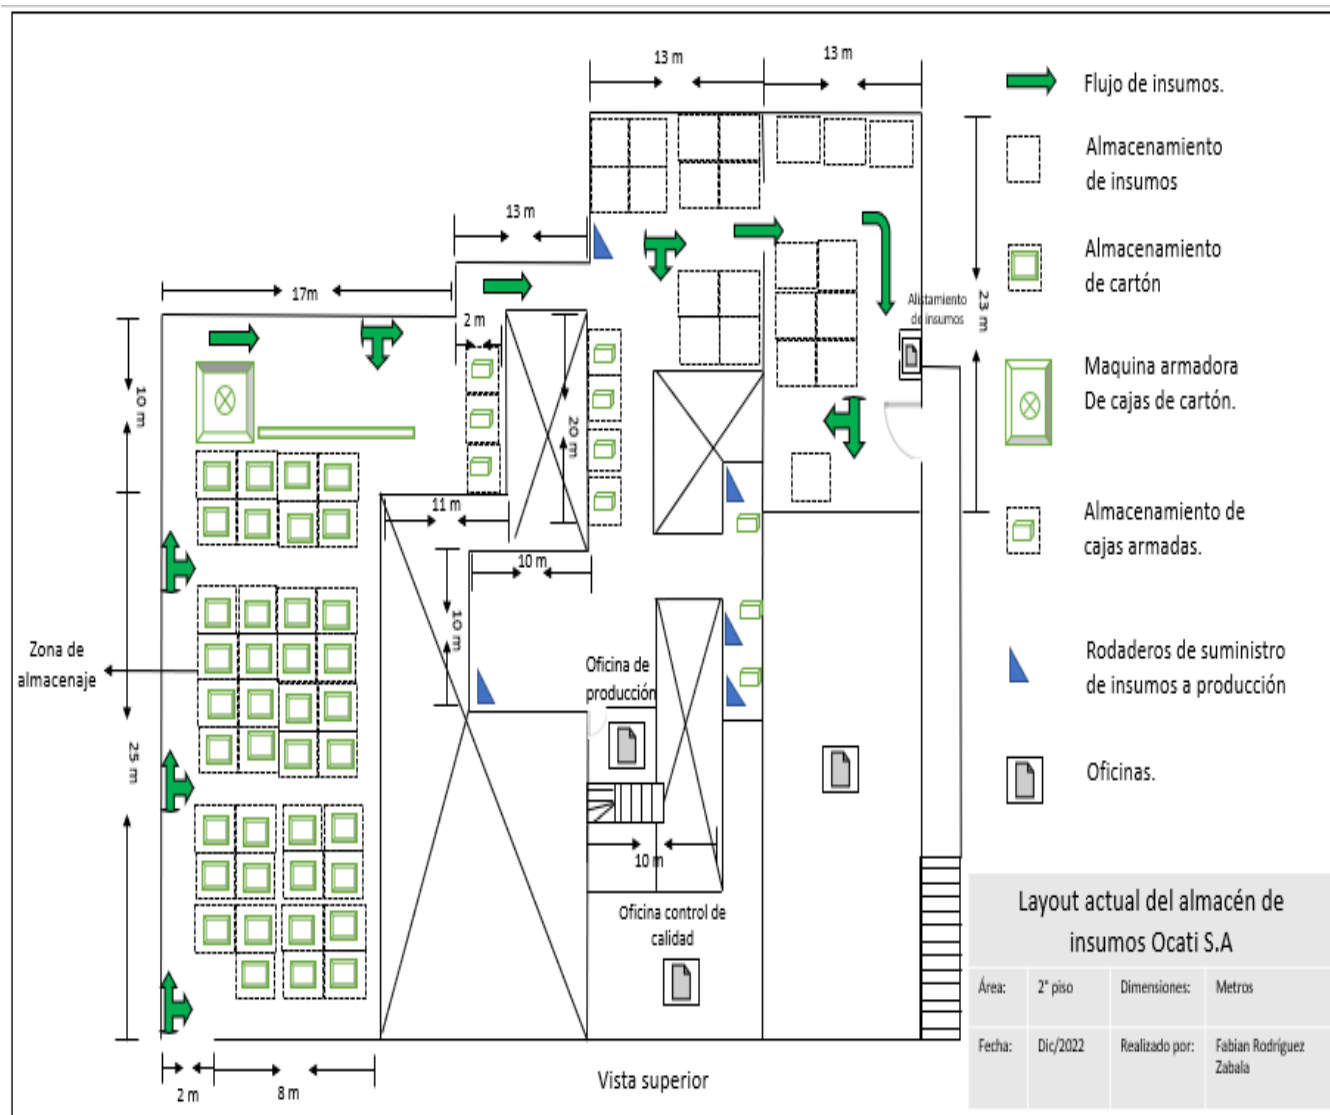 13 m
13 m
13 m
17m
2 m
10 m
20 m
23 m
Alistamiento
de insumos
11 m
10 m
10 m
Zona de
almacenaje
25 m
Oficina de
producción
10 m
Oficina control de
calidad
2 m
8 m
Vista superior
Flujo de insumos.
Almacenamiento
de insumos
Almacenamiento
de cartón
Maquina armadora
De cajas de cartón.
Almacenamiento de
cajas armadas.
Rodaderos de suministro
de insumos a producción
Oficinas.
Layout actual del almacén de
insumos Ocati S.A
Área: 2° piso Dimensiones: Metros
Fecha: Dic/2022 Realizado por: Fabian Rodríguez
Zabala